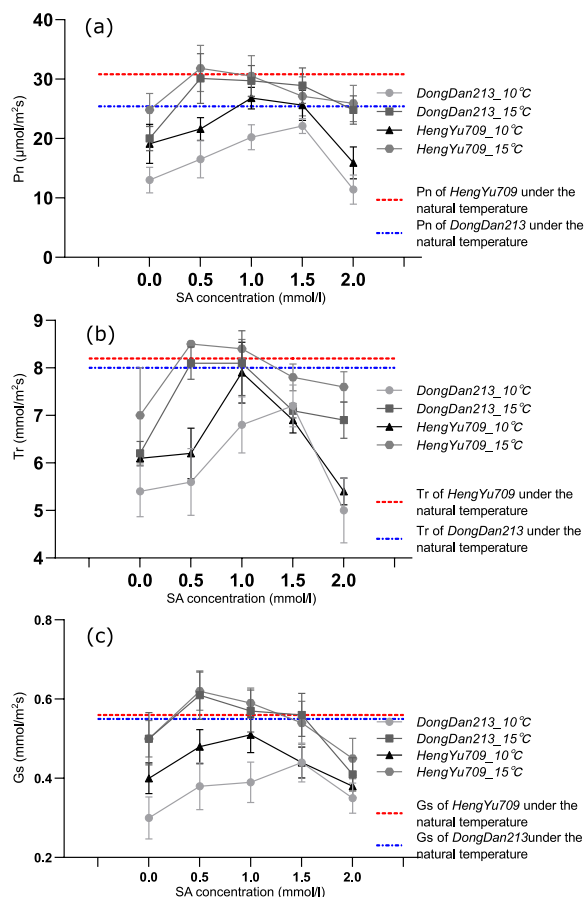 (a)
40
30
20
10
0
Pn (μmol/m²s)
0.0 0.5 1.0 1.5 2.0
SA concentration (mmol/l)
DongDan213_10℃
DongDan213_15℃
HengYu709_10℃
HengYu709_15℃
Pn of HengYu709 under the
natural temperature
Pn of DongDan213 under the
natural temperature
(b)
9
8
7
6
5
4
Tr (mmol/m²s)
0.0 0.5 1.0 1.5 2.0
SA concentration (mmol/l)
DongDan213_10℃
DongDan213_15℃
HengYu709_10℃
HengYu709_15℃
Tr of HengYu709 under the
natural temperature
Tr of DongDan213 under the
natural temperature
(c)
0.8
0.6
0.4
0.2
Gs (mmol/m²s)
0.0 0.5 1.0 1.5 2.0
SA concentration (mmol/l)
DongDan213_10℃
DongDan213_15℃
HengYu709_10℃
HengYu709_15℃
Gs of HengYu709 under the
natural temperature
Gs of DongDan213under the
natural temperature